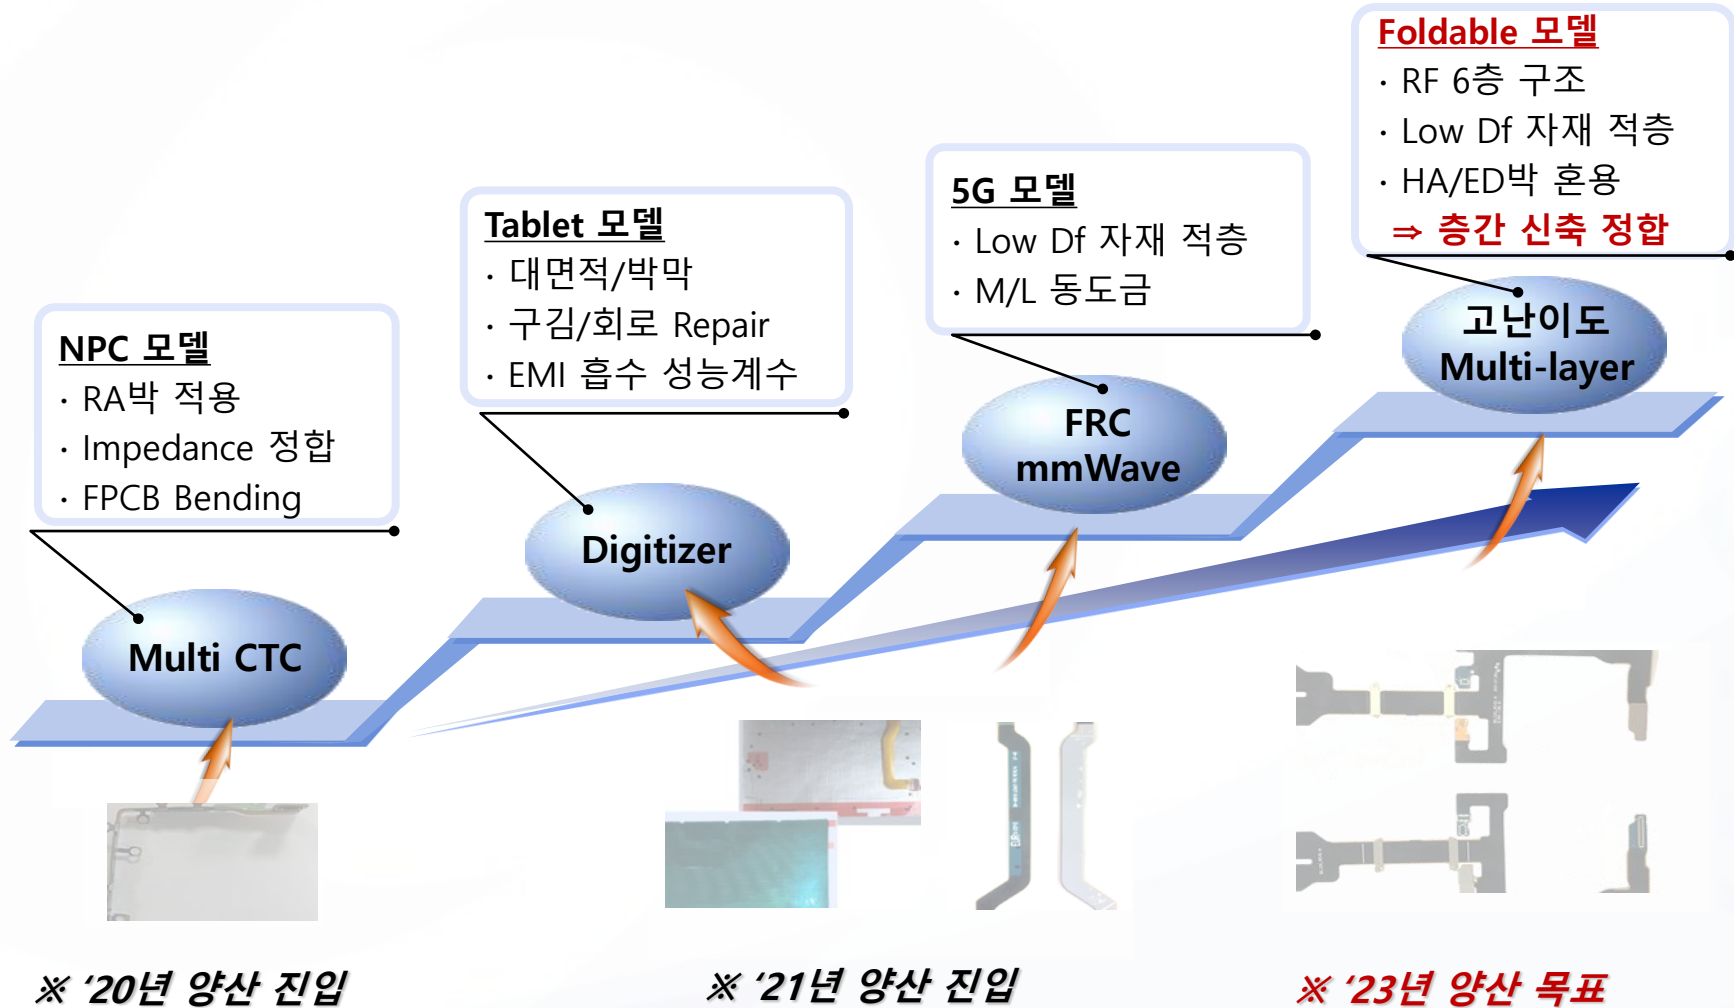 Foldable 모델
· RF 6층 구조
· Low Df 자재 적층
· HA/ED박 혼용
⇒ 층간 신축 정합
5G 모델
· Low Df 자재 적층
· M/L 동도금
Tablet 모델
· 대면적/박막
· 구김/회로 Repair
· EMI 흡수 성능계수
NPC 모델
· RA박 적용
· Impedance 정합
· FPCB Bending
고난이도
Multi-layer
FRC
mmWave
Digitizer
Multi CTC
※ ‘20년 양산 진입
※ ‘21년 양산 진입
※ ‘23년 양산 목표